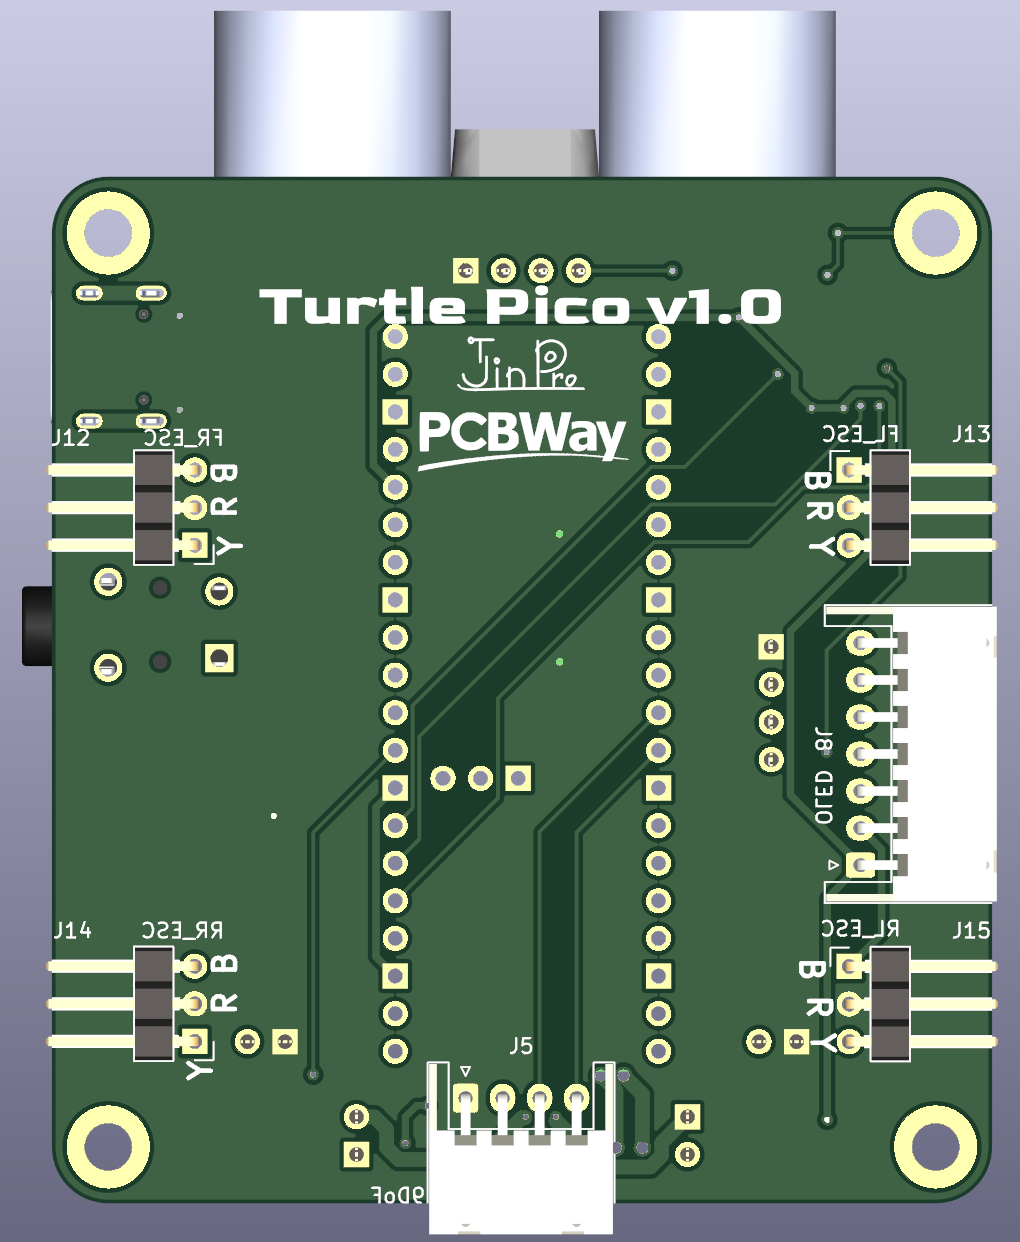 Turtle Pico v1.0
JinPro
PCBWay
J12 FR_ESC
B
R
Y
FL_ESC J13
B
R
Y
J8
OLED
J14 RR_ESC
B
R
Y
RL_ESC J15
B
R
Y
J5
9DoF